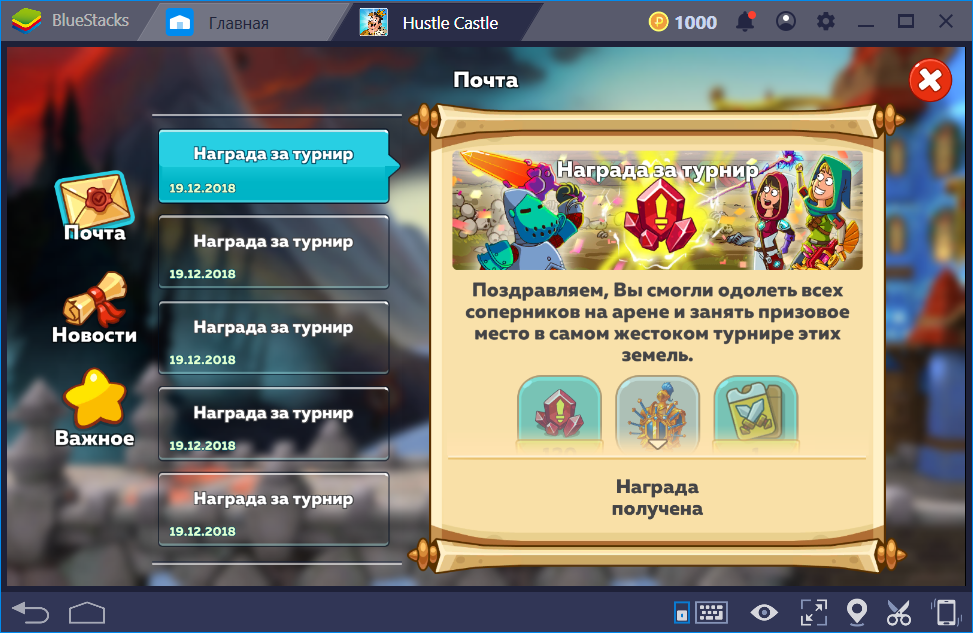 BlueStacks
Главная
Hustle Castle
1000
Почта
Почта
Новости
Важное
Награда за турнир
19.12.2018
Награда за турнир
19.12.2018
Награда за турнир
19.12.2018
Награда за турнир
19.12.2018
Награда за турнир
19.12.2018
Награда за турнир
Поздравляем, Вы смогли одолеть всех
соперников на арене и занять призовое
место в самом жестоком турнире этих
земель.
Награда
получена